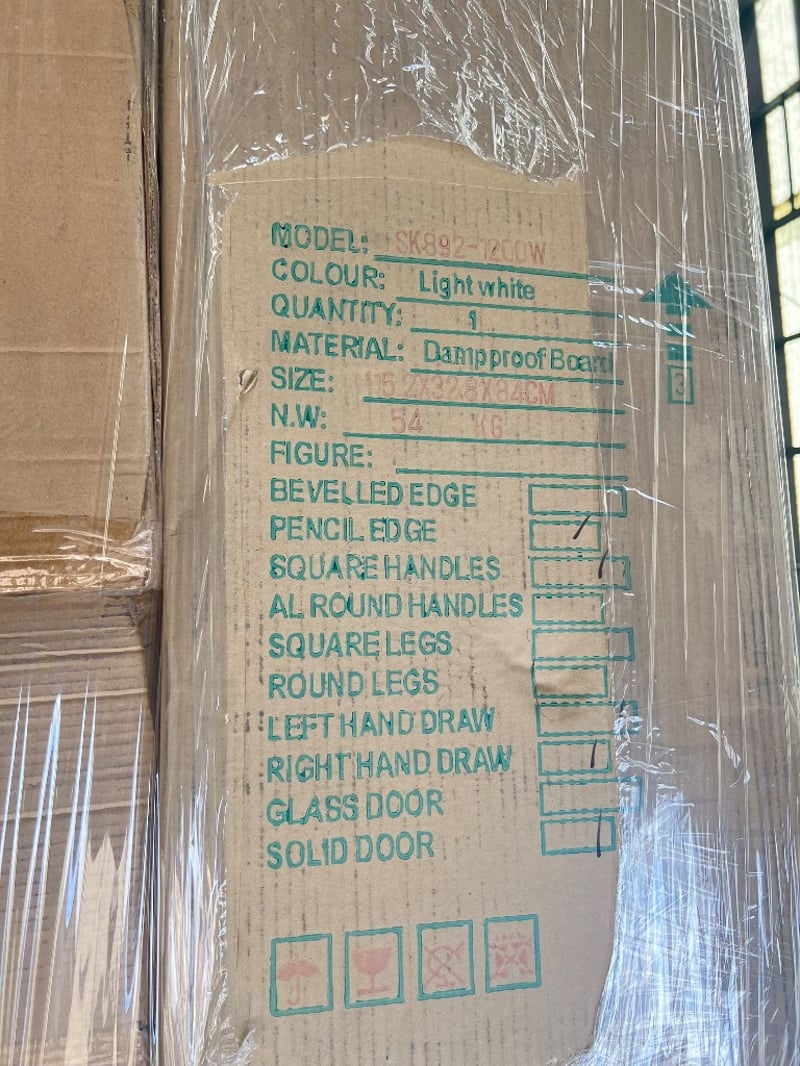 MODEL: SK892-1200W
COLOUR: Light white
QUANTITY: 1
MATERIAL: Dampproof Board
SIZE: 115.2X32.8X84CM
N.W: 54 KG
FIGURE:
BEVELLED EDGE
PENCIL EDGE
SQUARE HANDLES
AL ROUND HANDLES
SQUARE LEGS
ROUND LEGS
LEFT HAND DRAW
RIGHT HAND DRAW
GLASS DOOR
SOLID DOOR
3